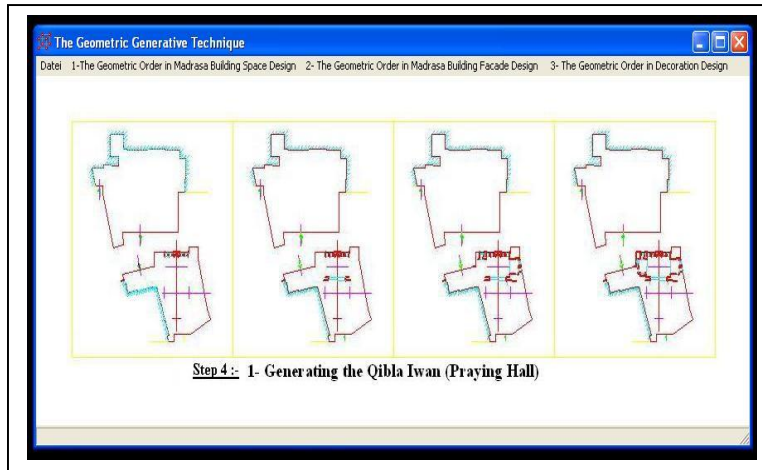 The Geometric Generative Technique
Datei 1-The Geometric Order in Madrasa Building Space Design 2- The Geometric Order in Madrasa Building Facade Design 3- The Geometric Order in Decoration Design
Step 4 :- 1- Generating the Qibla Iwan (Praying Hall)